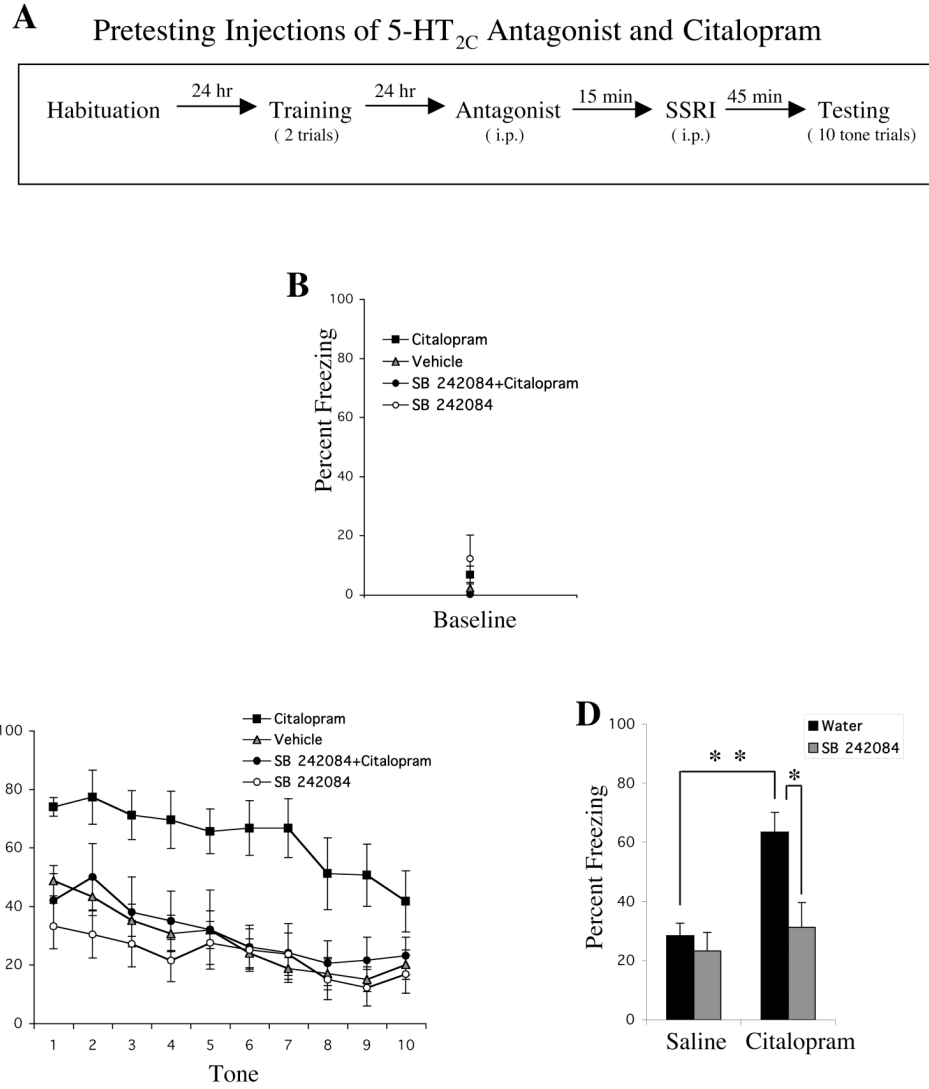 A
Pretesting Injections of 5-HT2C Antagonist and Citalopram
Habituation 24 hr Training 24 hr Antagonist 15 min SSRI 45 min Testing
( 2 trials) ( i.p.) ( i.p.) ( 10 tone trials)
B
Percent Freezing
100
80
60
40
20
0
Citalopram
Vehicle
SB 242084+Citalopram
SB 242084
Baseline
00
80
60
40
20
0
Citalopram
Vehicle
SB 242084+Citalopram
SB 242084
1 2 3 4 5 6 7 8 9 10
Tone
D
Percent Freezing
100
80
60
40
20
0
Water
SB 242084
* *
*
Saline Citalopram